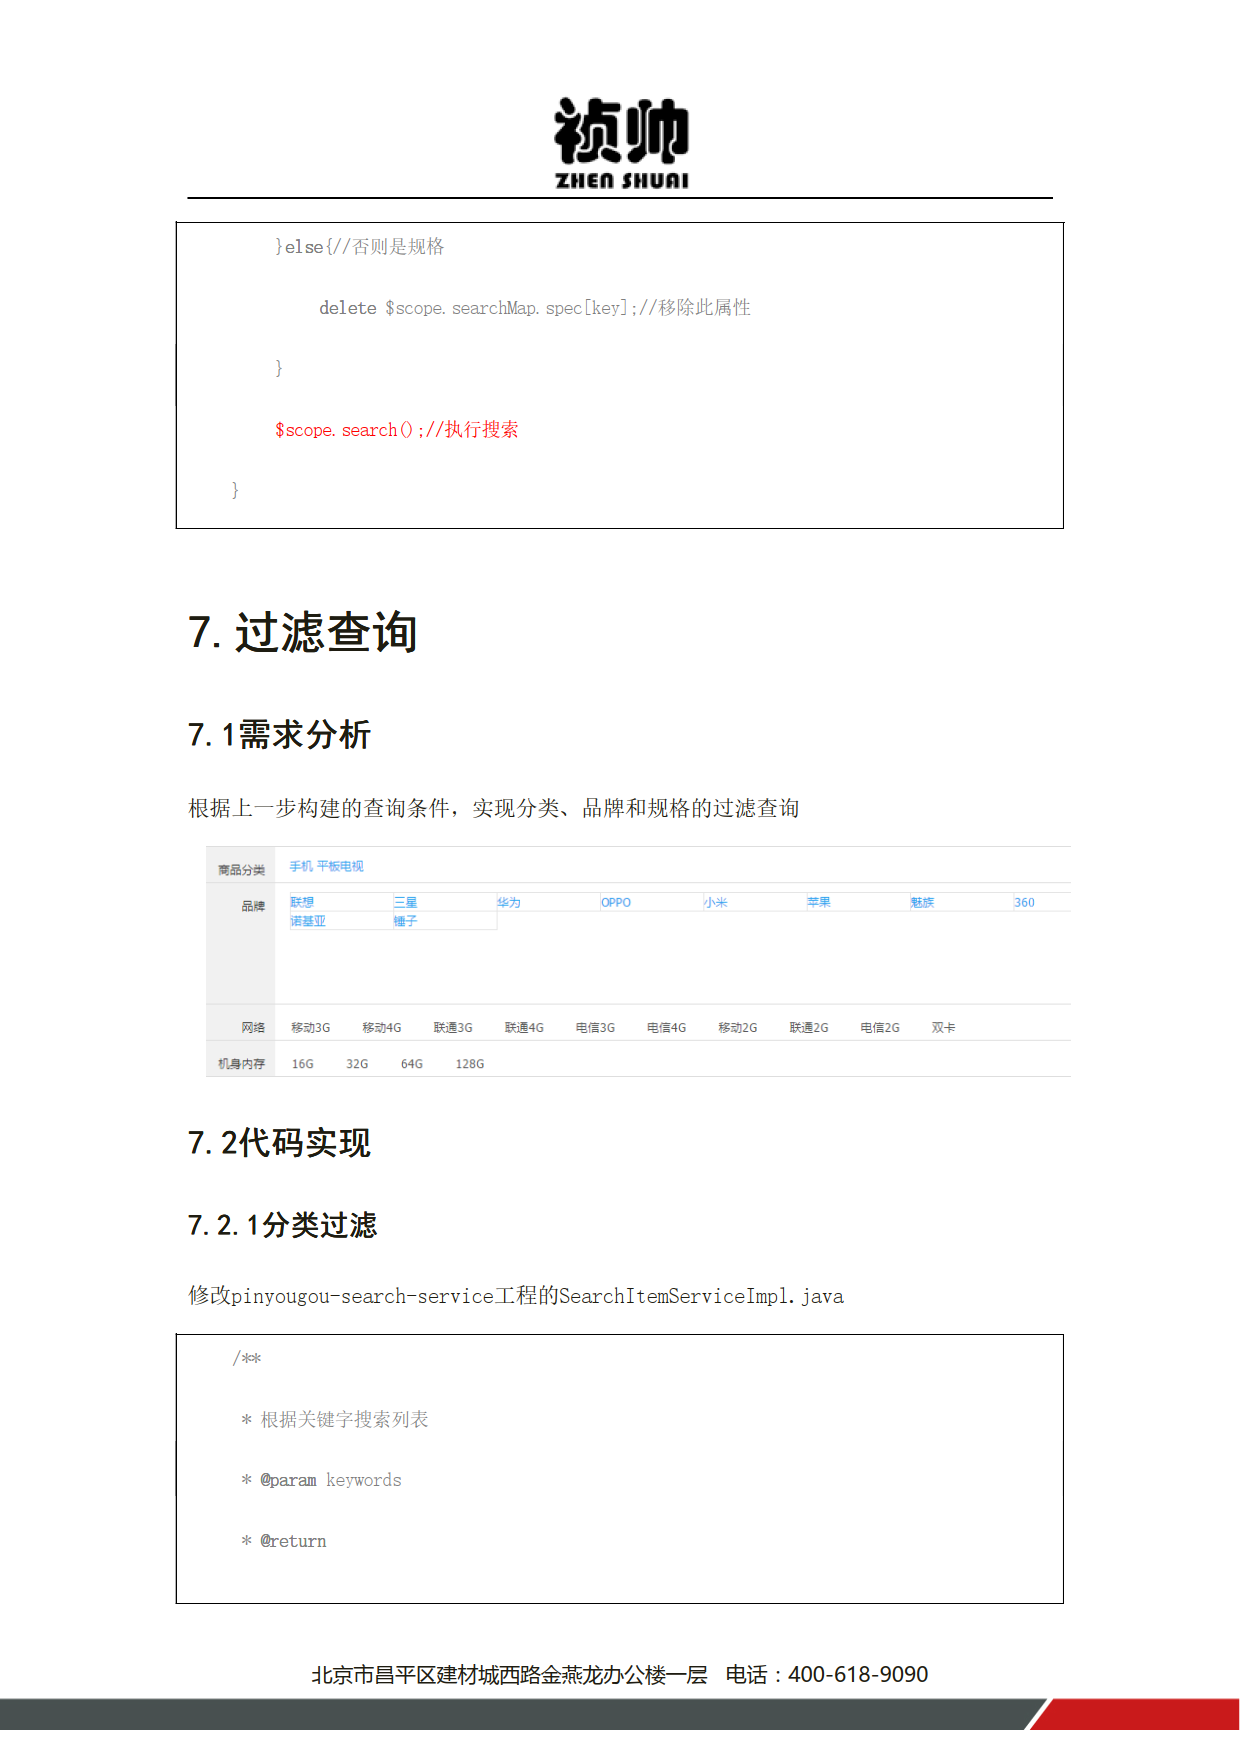 祯帅
ZHEN SHUAI
}else{//否则是规格
delete $scope.searchMap.spec[key];//移除此属性
}
$scope.search();//执行搜索
}
7.过滤查询
7.1需求分析
根据上一步构建的查询条件，实现分类、品牌和规格的过滤查询
商品分类 手机 平板电视
品牌 联想 三星 华为 OPPO 小米 苹果 魅族 360
诺基亚 锤子
网络 移动3G 移动4G 联通3G 联通4G 电信3G 电信4G 移动2G 联通2G 电信2G 双卡
机身内存 16G 32G 64G 128G
7.2代码实现
7.2.1分类过滤
修改pinyougou-search-service工程的SearchItemServiceImpl.java
/**
* 根据关键字搜索列表
* @param keywords
* @return
北京市昌平区建材城西路金燕龙办公楼一层 电话：400-618-9090